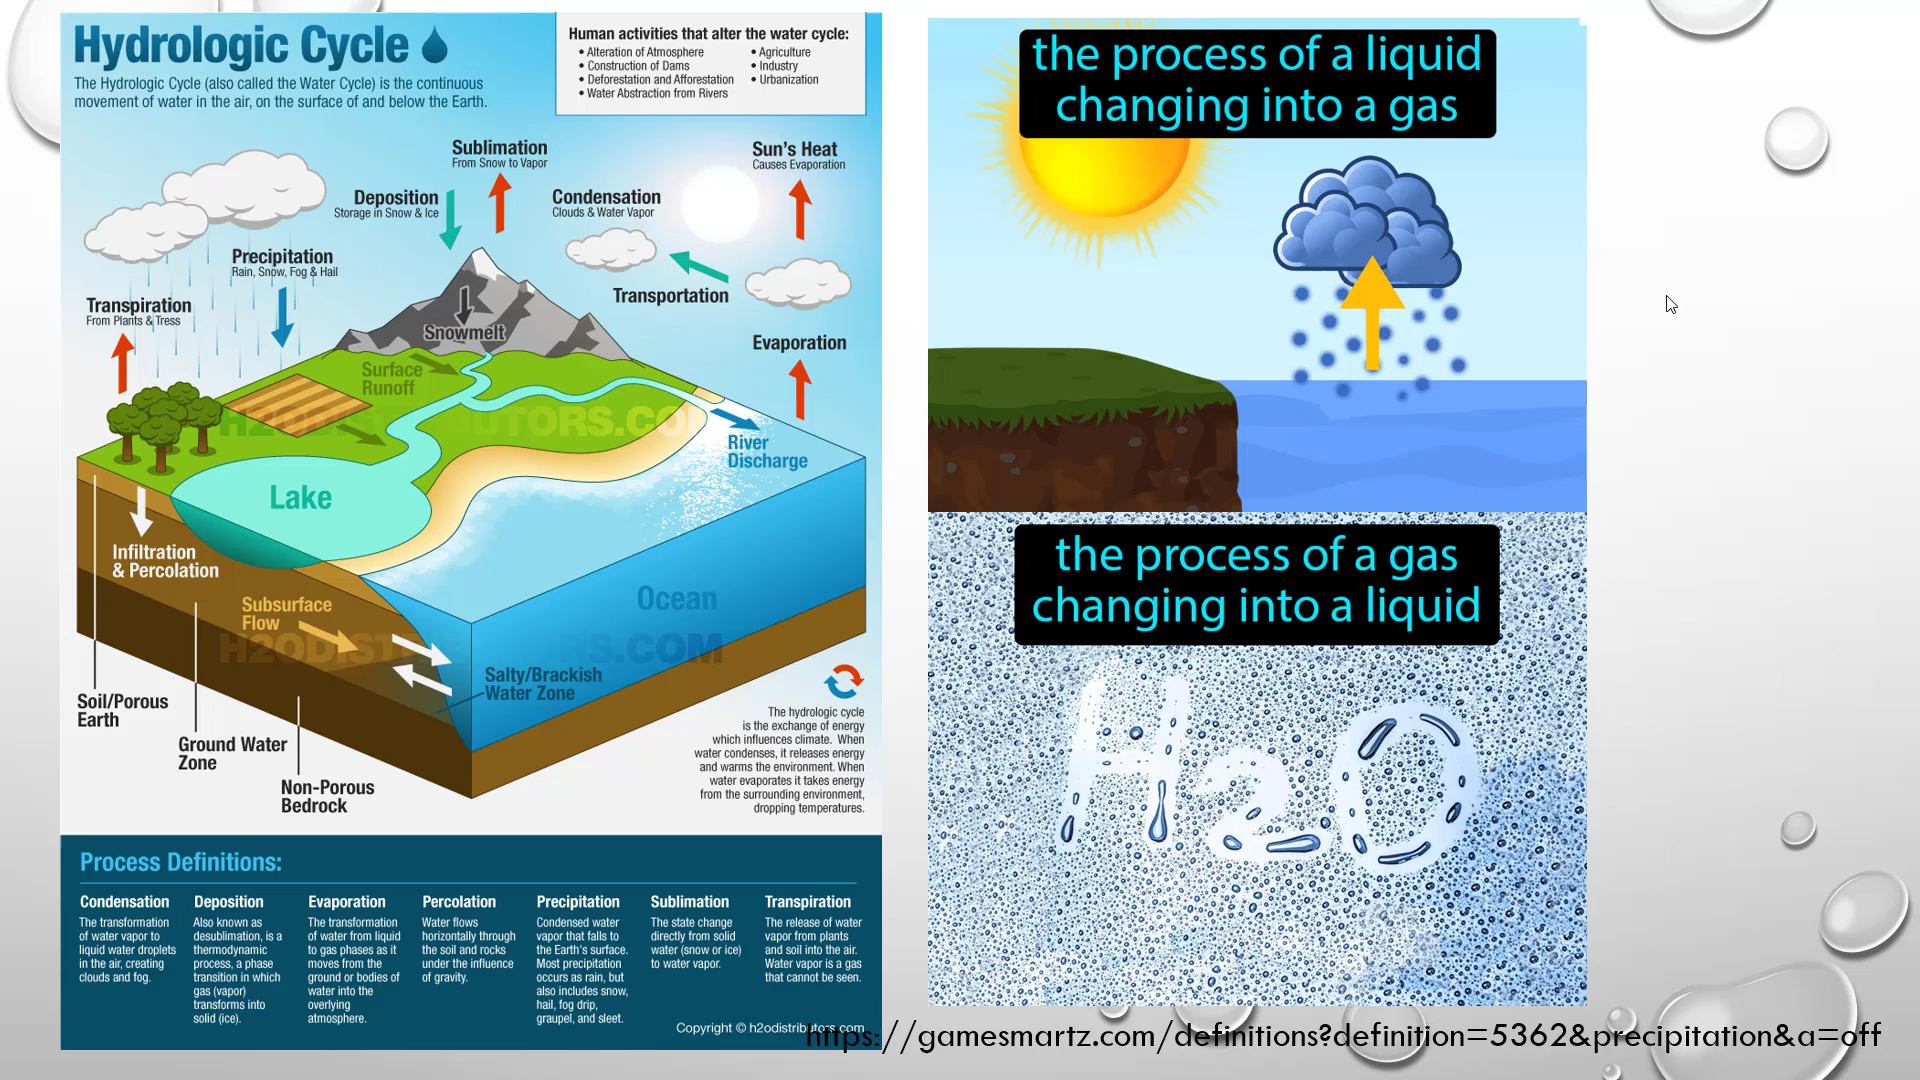 Hydrologic Cycle
The Hydrologic Cycle (also called the Water Cycle) is the continuous
movement of water in the air, on the surface of and below the Earth.
Human activities that alter the water cycle:
• Alteration of Atmosphere
• Construction of Dams
• Deforestation and Afforestation
• Water Abstraction from Rivers
• Agriculture
• Industry
• Urbanization
Sublimation
From Snow to Vapor
Sun's Heat
Causes Evaporation
Deposition
Storage in Snow & Ice
Condensation
Clouds & Water Vapor
Precipitation
Rain, Snow, Fog & Hail
Transportation
Transpiration
From Plants & Tress
Snowmelt
Evaporation
Surface
Runoff
H2ODISTRIBUTORS.COM
River
Discharge
Lake
Infiltration
& Percolation
Ocean
Subsurface
Flow
H2ODISTRIBUTORS.COM
Salty/Brackish
Water Zone
Soil/Porous
Earth
Ground Water
Zone
Non-Porous
Bedrock
The hydrologic cycle
is the exchange of energy
which influences climate. When
water condenses, it releases energy
and warms the environment. When
water evaporates it takes energy
from the surrounding environment,
dropping temperatures.
Process Definitions:
Condensation
The transformation
of water vapor to
liquid water droplets
in the air, creating
clouds and fog.
Deposition
Also known as
desublimation, is a
thermodynamic
process, a phase
transition in which
gas (vapor)
transforms into
solid (ice).
Evaporation
The transformation
of water from liquid
to gas phases as it
moves from the
ground or bodies of
water into the
overlying
atmosphere.
Percolation
Water flows
horizontally through
the soil and rocks
under the influence
of gravity.
Precipitation
Condensed water
vapor that falls to
the Earth's surface.
Most precipitation
occurs as rain, but
also includes snow,
hail, fog drip,
graupel, and sleet.
Sublimation
The state change
directly from solid
water (snow or ice)
to water vapor.
Transpiration
The release of water
vapor from plants
and soil into the air.
Water vapor is a gas
that cannot be seen.
Copyright © h2odistributors.com
the process of a liquid
changing into a gas
the process of a gas
changing into a liquid
H2O
https://gamesmartz.com/definitions?definition=5362&precipitation&a=off